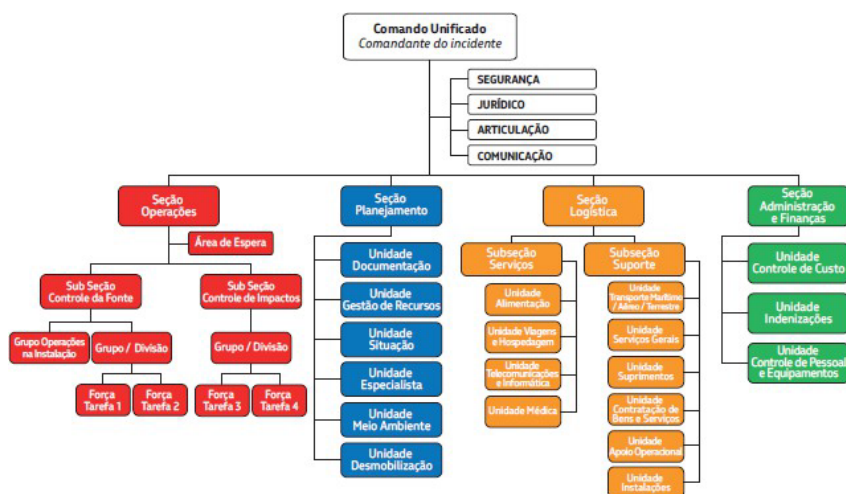 Comando Unificado
Comandante do incidente
SEGURANÇA
JURÍDICO
ARTICULAÇÃO
COMUNICAÇÃO
Seção
Operações
Área de Espera
Sub Seção
Controle da Fonte
Sub Seção
Controle de Impactos
Grupo Operações
na Instalação
Grupo / Divisão
Grupo / Divisão
Força
Tarefa 1
Força
Tarefa 2
Força
Tarefa 3
Força
Tarefa 4
Seção
Planejamento
Unidade
Documentação
Unidade
Gestão de Recursos
Unidade
Situação
Unidade
Especialista
Unidade
Meio Ambiente
Unidade
Desmobilização
Seção
Logística
Subseção
Serviços
Unidade
Alimentação
Unidade Viagens
e Hospedagem
Unidade
Telecomunicações
e Informática
Unidade Médica
Subseção
Suporte
Unidade
Transporte Marítimo
/ Aéreo / Terrestre
Unidade
Serviços Gerais
Unidade
Suprimentos
Unidade
Contratação de
Bens e Serviços
Unidade
Apoio Operacional
Unidade
Instalações
Seção
Administração
e Finanças
Unidade
Controle de Custo
Unidade
Indenizações
Unidade
Controle de Pessoal
e Equipamentos